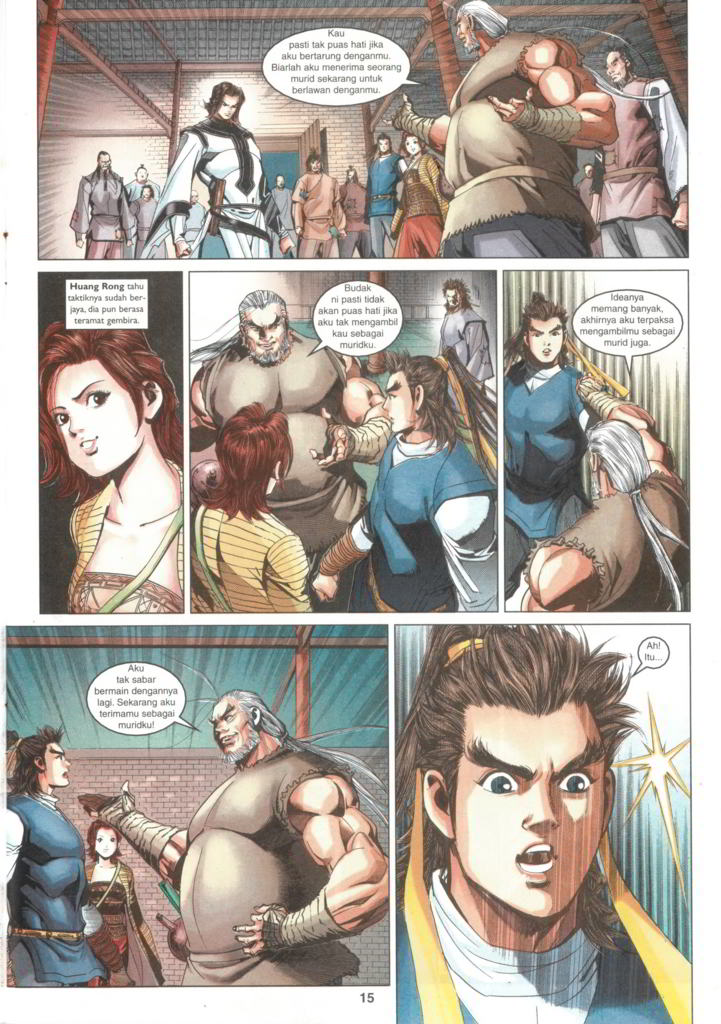 Kau
pasti tak puas hati jika
aku bertarung denganmu.
Biarlah aku menerima seorang
murid sekarang untuk
berlawan denganmu.
Huang Rong tahu
taktiknya sudah ber-
jaya, dia pun berasa
teramat gembira.
Budak
ni pasti tidak
akan puas hati jika
aku tak mengambil
kau sebagai
muridku.
Ideanya
memang banyak,
akhirnya aku terpaksa
mengambilmu sebagai
murid juga.
Aku
tak sabar
bermain dengannya
lagi. Sekarang aku
terimamu sebagai
muridku!
Ah!
Itu...
15